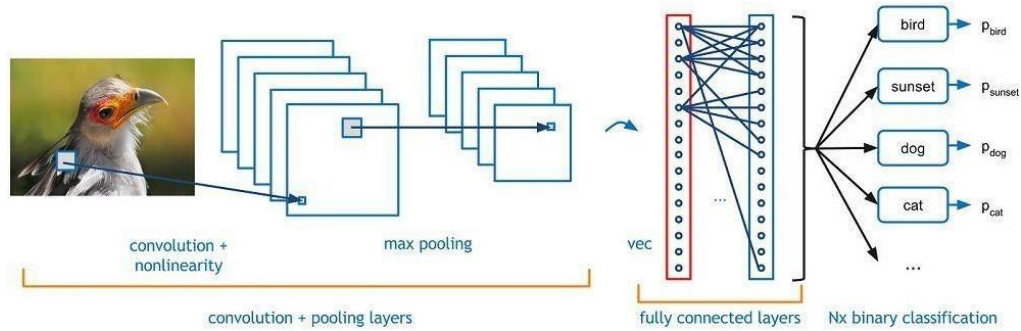 bird
p_bird
sunset
p_sunset
dog
p_dog
cat
p_cat
...
...
convolution +
nonlinearity
max pooling
vec
convolution + pooling layers
fully connected layers
Nx binary classification